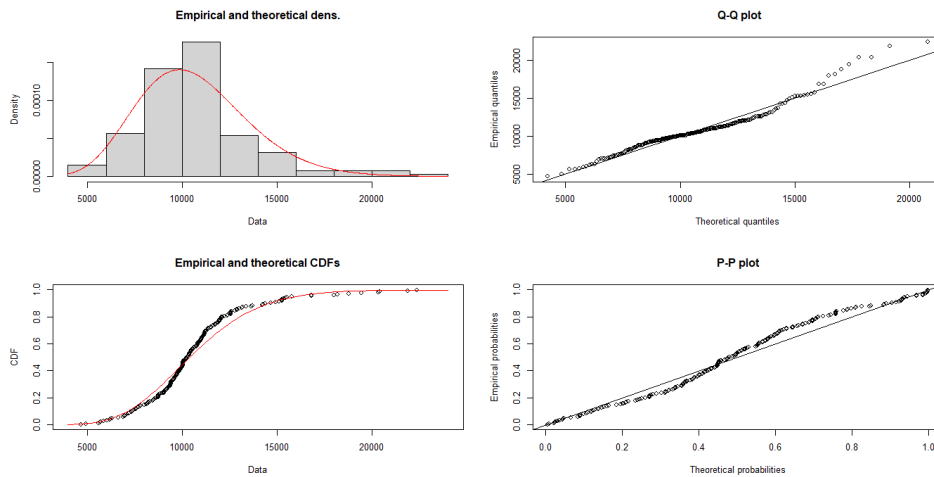 Empirical and theoretical dens.
Density
0.00000
0.00010
5000 10000 15000 20000
Data
Q-Q plot
Empirical quantiles
5000 10000 15000 20000
5000 10000 15000 20000
Theoretical quantiles
Empirical and theoretical CDFs
CDF
0.0 0.2 0.4 0.6 0.8 1.0
5000 10000 15000 20000
Data
P-P plot
Empirical probabilities
0.0 0.2 0.4 0.6 0.8 1.0
0.0 0.2 0.4 0.6 0.8 1.0
Theoretical probabilities